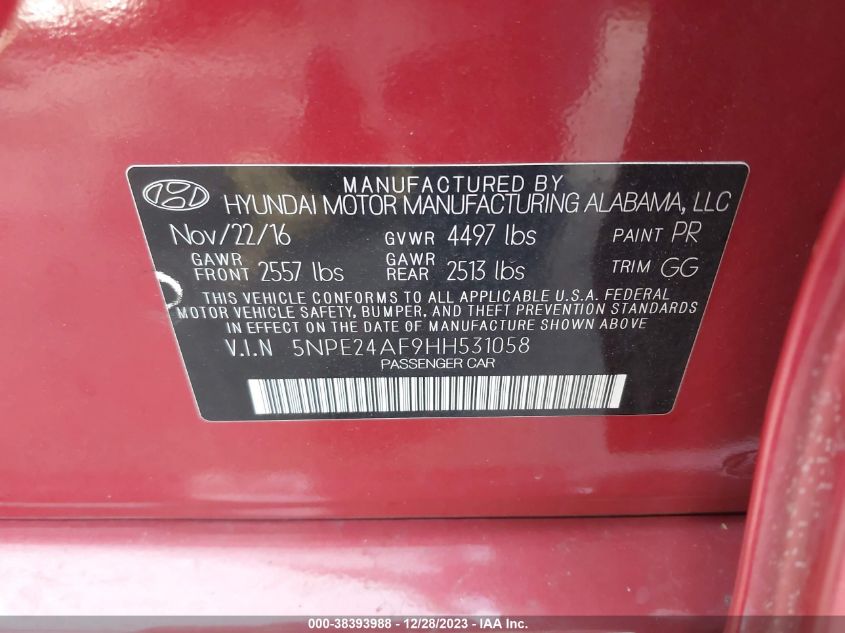 MANUFACTURED BY
HYUNDAI MOTOR MANUFACTURING ALABAMA, LLC
Nov/22/16 GVWR 4497 lbs PAINT PR
GAWR FRONT 2557 lbs GAWR REAR 2513 lbs TRIM GG
THIS VEHICLE CONFORMS TO ALL APPLICABLE U.S.A. FEDERAL
MOTOR VEHICLE SAFETY, BUMPER, AND THEFT PREVENTION STANDARDS
IN EFFECT ON THE DATE OF MANUFACTURE SHOWN ABOVE
V.I.N 5NPE24AF9HH531058
PASSENGER CAR
000-38393988 - 12/28/2023 - IAA Inc.